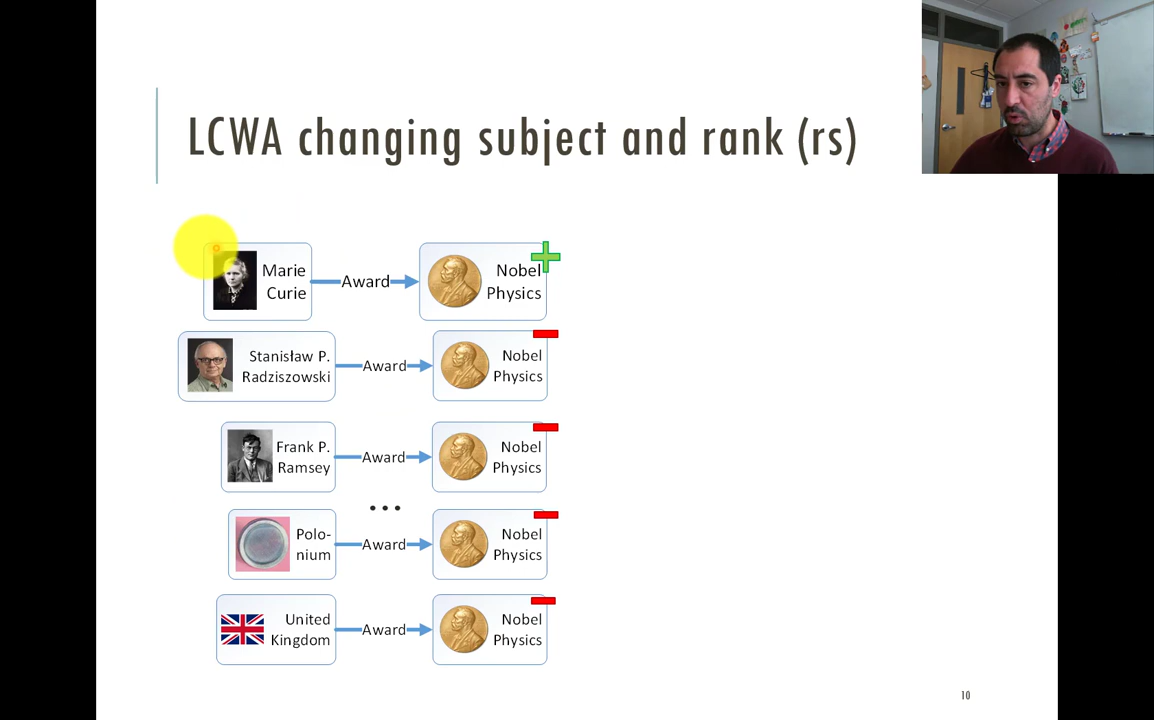 LCWA changing subject and rank (rs)
Marie
Curie
Award
Nobel
Physics
Stanisław P.
Radziszowski
Award
Nobel
Physics
Frank P.
Ramsey
Award
Nobel
Physics
...
Polo-
nium
Award
Nobel
Physics
United
Kingdom
Award
Nobel
Physics
10